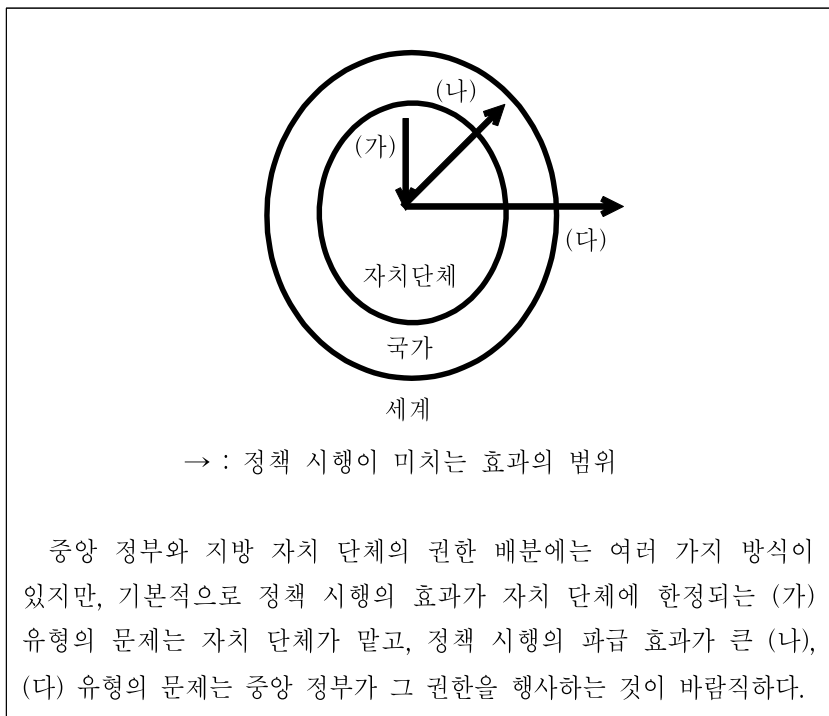 (나)
(가)
(다)
자치단체
국가
세계
→ : 정책 시행이 미치는 효과의 범위
중앙 정부와 지방 자치 단체의 권한 배분에는 여러 가지 방식이
있지만, 기본적으로 정책 시행의 효과가 자치 단체에 한정되는 (가)
유형의 문제는 자치 단체가 맡고, 정책 시행의 파급 효과가 큰 (나),
(다) 유형의 문제는 중앙 정부가 그 권한을 행사하는 것이 바람직하다.